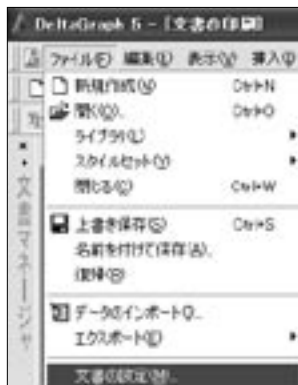 DeltaGraph 5 - [文書の印刷]
ファイル(F) 編集(E) 表示(V) 挿入(I)
新規作成(N) Ctrl+N
開く(O)... Ctrl+O
ライブラリ(L)
スタイルセット(Y)
閉じる(C) Ctrl+W
上書き保存(S) Ctrl+S
名前を付けて保存(A)...
復帰(R)
データのインポート(I)...
エクスポート(E)
文書の設定(M)...
文書マネージャ